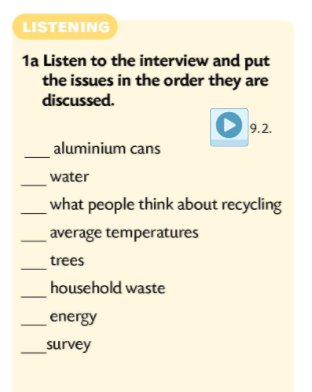 LISTENING
1a Listen to the interview and put
the issues in the order they are
discussed.
9.2.
___ aluminium cans
___ water
___ what people think about recycling
___ average temperatures
___ trees
___ household waste
___ energy
___survey